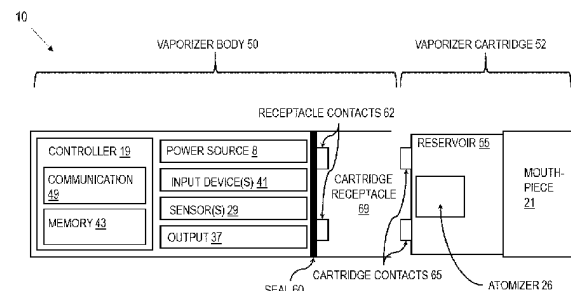 10
VAPORIZER BODY 50
VAPORIZER CARTRIDGE 52
RECEPTACLE CONTACTS 62
CONTROLLER 19
COMMUNICATION
49
MEMORY 43
POWER SOURCE 8
INPUT DEVICE(S) 41
SENSOR(S) 29
OUTPUT 37
CARTRIDGE
RECEPTACLE
69
RESERVOIR 55
MOUTH-
PIECE
21
SEAL 60
CARTRIDGE CONTACTS 65
ATOMIZER 26